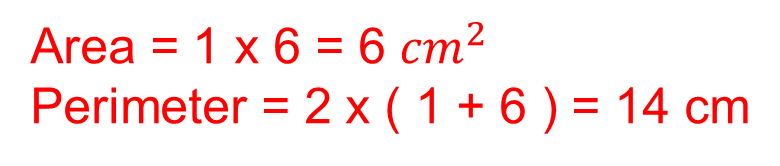 Area = 1 x 6 = 6 cm²
Perimeter = 2 x ( 1 + 6 ) = 14 cm